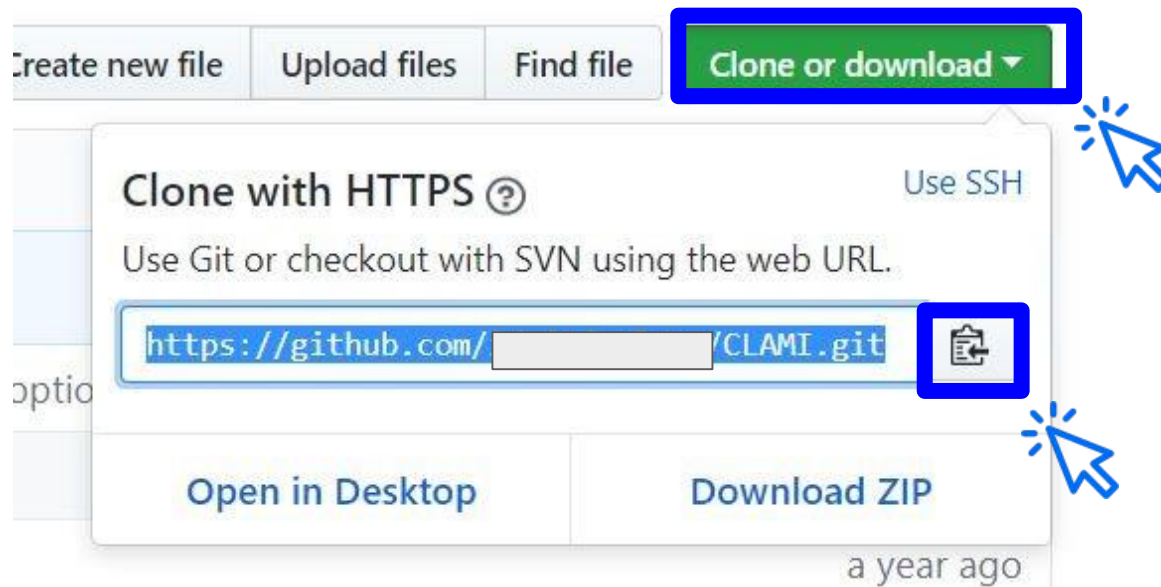 Create new file
Upload files
Find file
Clone or download
Clone with HTTPS
Use SSH
Use Git or checkout with SVN using the web URL.
https://github.com/ /CLAMI.git
optio
Open in Desktop
Download ZIP
a year ago